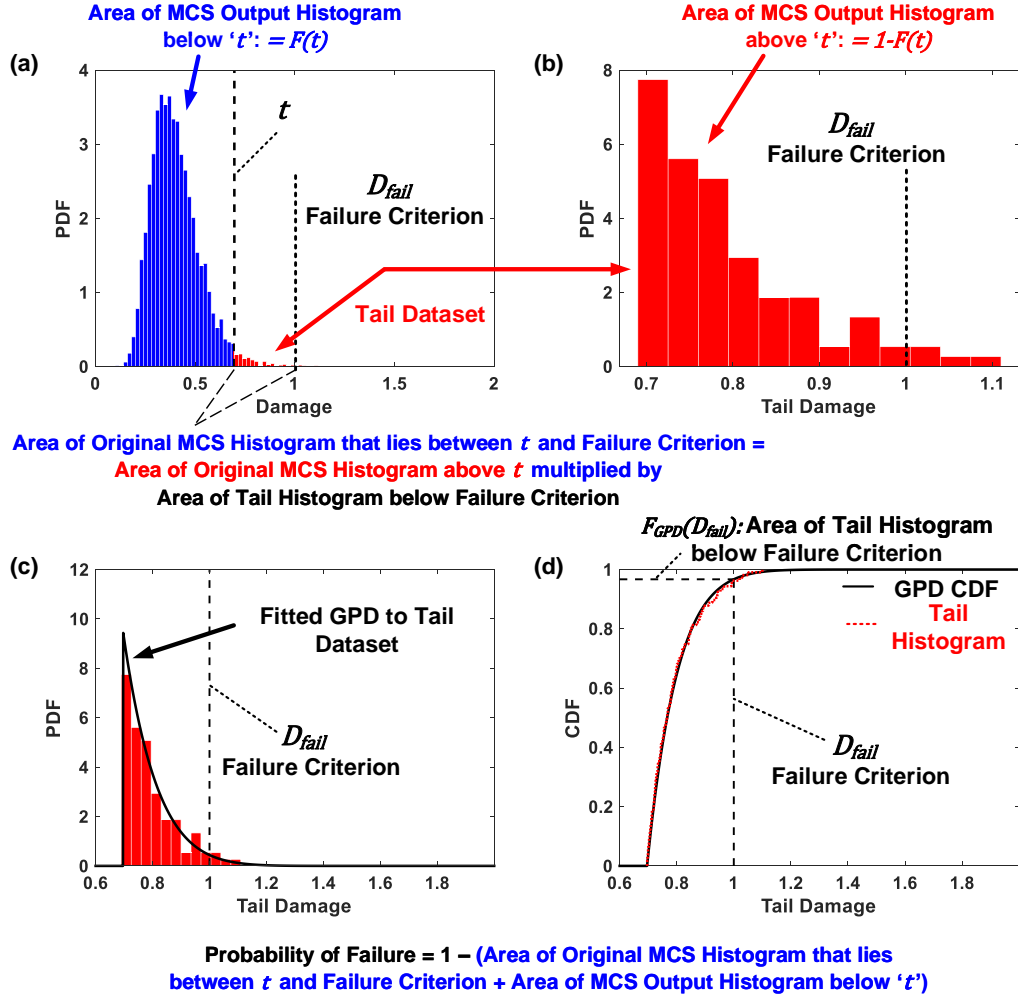 Area of MCS Output Histogram
below ‘t’: = F(t)
Area of MCS Output Histogram
above ‘t’: = 1-F(t)
(a)
4
3
2
1
0
PDF
0
0.5
1
1.5
2
Damage
t
D_fail
Failure Criterion
Tail Dataset
(b)
8
6
4
2
0
PDF
0.7
0.8
0.9
1
1.1
Tail Damage
D_fail
Failure Criterion
Area of Original MCS Histogram that lies between t and Failure Criterion =
Area of Original MCS Histogram above t multiplied by
Area of Tail Histogram below Failure Criterion
(c)
12
10
8
6
4
2
0
PDF
0.6
0.8
1
1.2
1.4
1.6
1.8
Tail Damage
Fitted GPD to Tail
Dataset
D_fail
Failure Criterion
F_GPD(D_fail): Area of Tail Histogram
below Failure Criterion
(d)
1
0.8
0.6
0.4
0.2
0
CDF
0.6
0.8
1
1.2
1.4
1.6
1.8
Tail Damage
GPD CDF
Tail
Histogram
D_fail
Failure Criterion
Probability of Failure = 1 – (Area of Original MCS Histogram that lies
between t and Failure Criterion + Area of MCS Output Histogram below ‘t’)